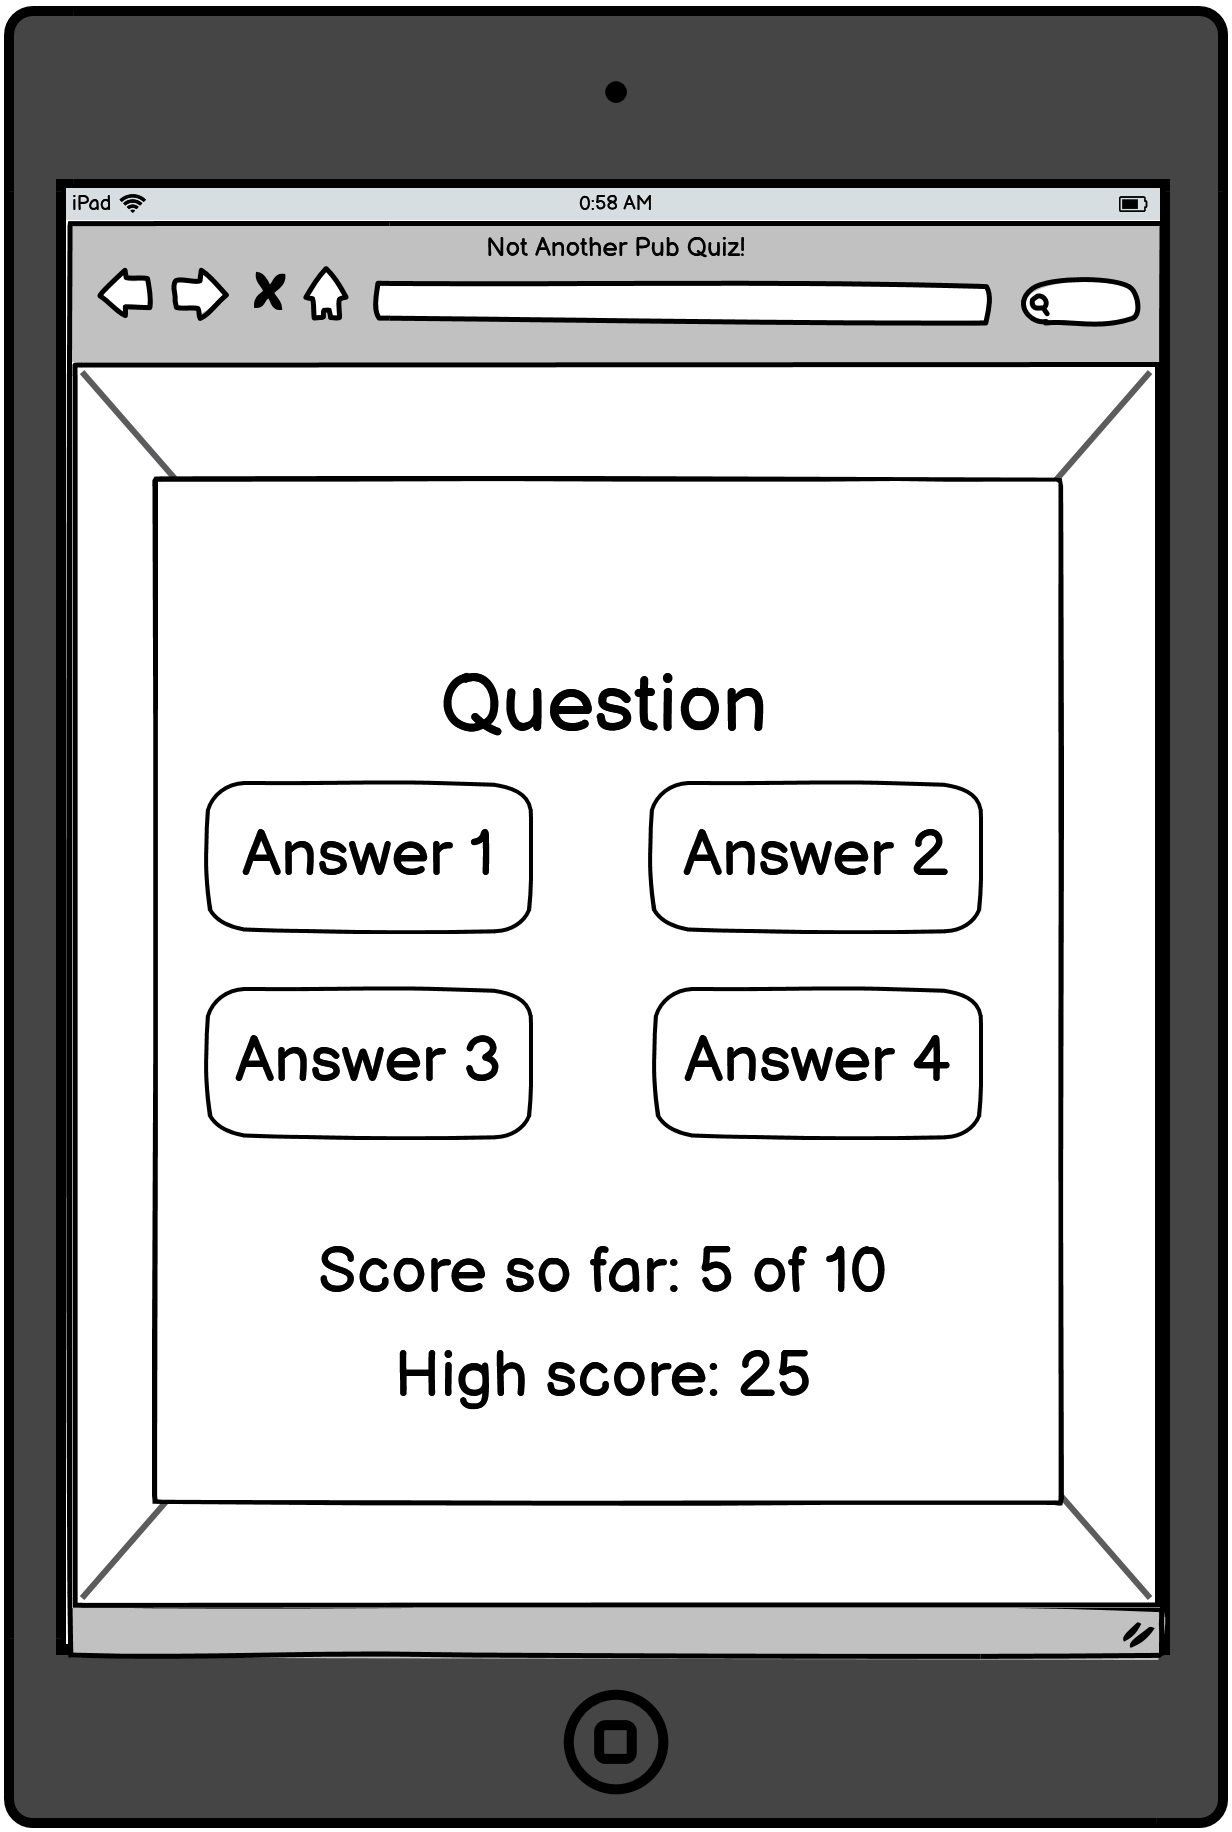 iPad 0:58 AM
Not Another Pub Quiz!
Question
Answer 1 Answer 2
Answer 3 Answer 4
Score so far: 5 of 10
High score: 25